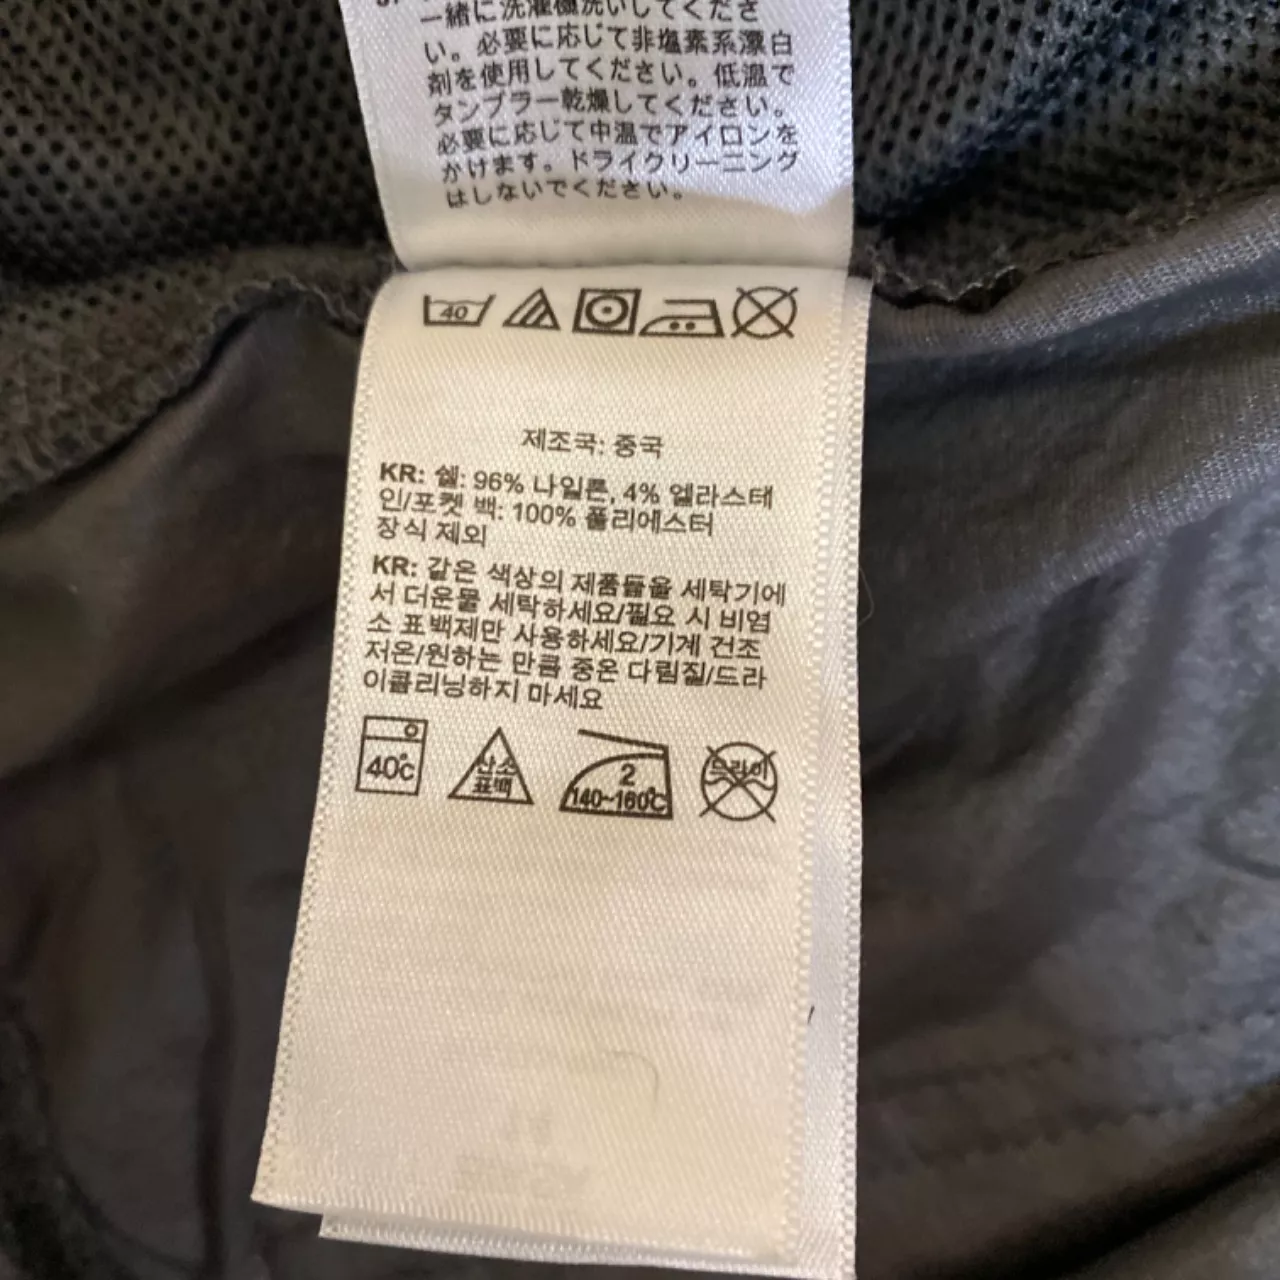 一緒に洗濯機洗いしてくださ
い。必要に応じて非塩素系漂白
剤を使用してください。低温で
タンブラー乾燥してください。
必要に応じて中温でアイロンを
かけます。ドライクリーニング
はしないでください。
40
제조국: 중국
KR: 쉘: 96% 나일론, 4% 엘라스테
인/포켓 백: 100% 폴리에스터
장식 제외
KR: 같은 색상의 제품들을 세탁기에
서 더운물 세탁하세요/필요 시 비염
소 표백제만 사용하세요/기계 건조
저온/원하는 만큼 중온 다림질/드라
이클리닝하지 마세요
40℃
산소
표백
2
140~160℃
드라이